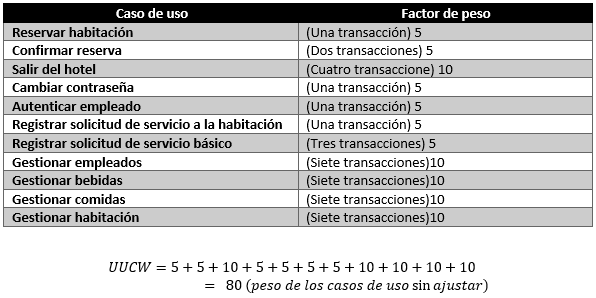 Caso de uso Factor de peso
Reservar habitación (Una transacción) 5
Confirmar reserva (Dos transacciones) 5
Salir del hotel (Cuatro transaccione) 10
Cambiar contraseña (Una transacción) 5
Autenticar empleado (Una transacción) 5
Registrar solicitud de servicio a la habitación (Una transacción) 5
Registrar solicitud de servicio básico (Tres transacciones) 5
Gestionar empleados (Siete transacciones)10
Gestionar bebidas (Siete transacciones)10
Gestionar comidas (Siete transacciones)10
Gestionar habitación (Siete transacciones)10
UUCW = 5 + 5 + 10 + 5 + 5 + 5 + 5 + 10 + 10 + 10 + 10
= 80 (peso de los casos de uso sin ajustar)